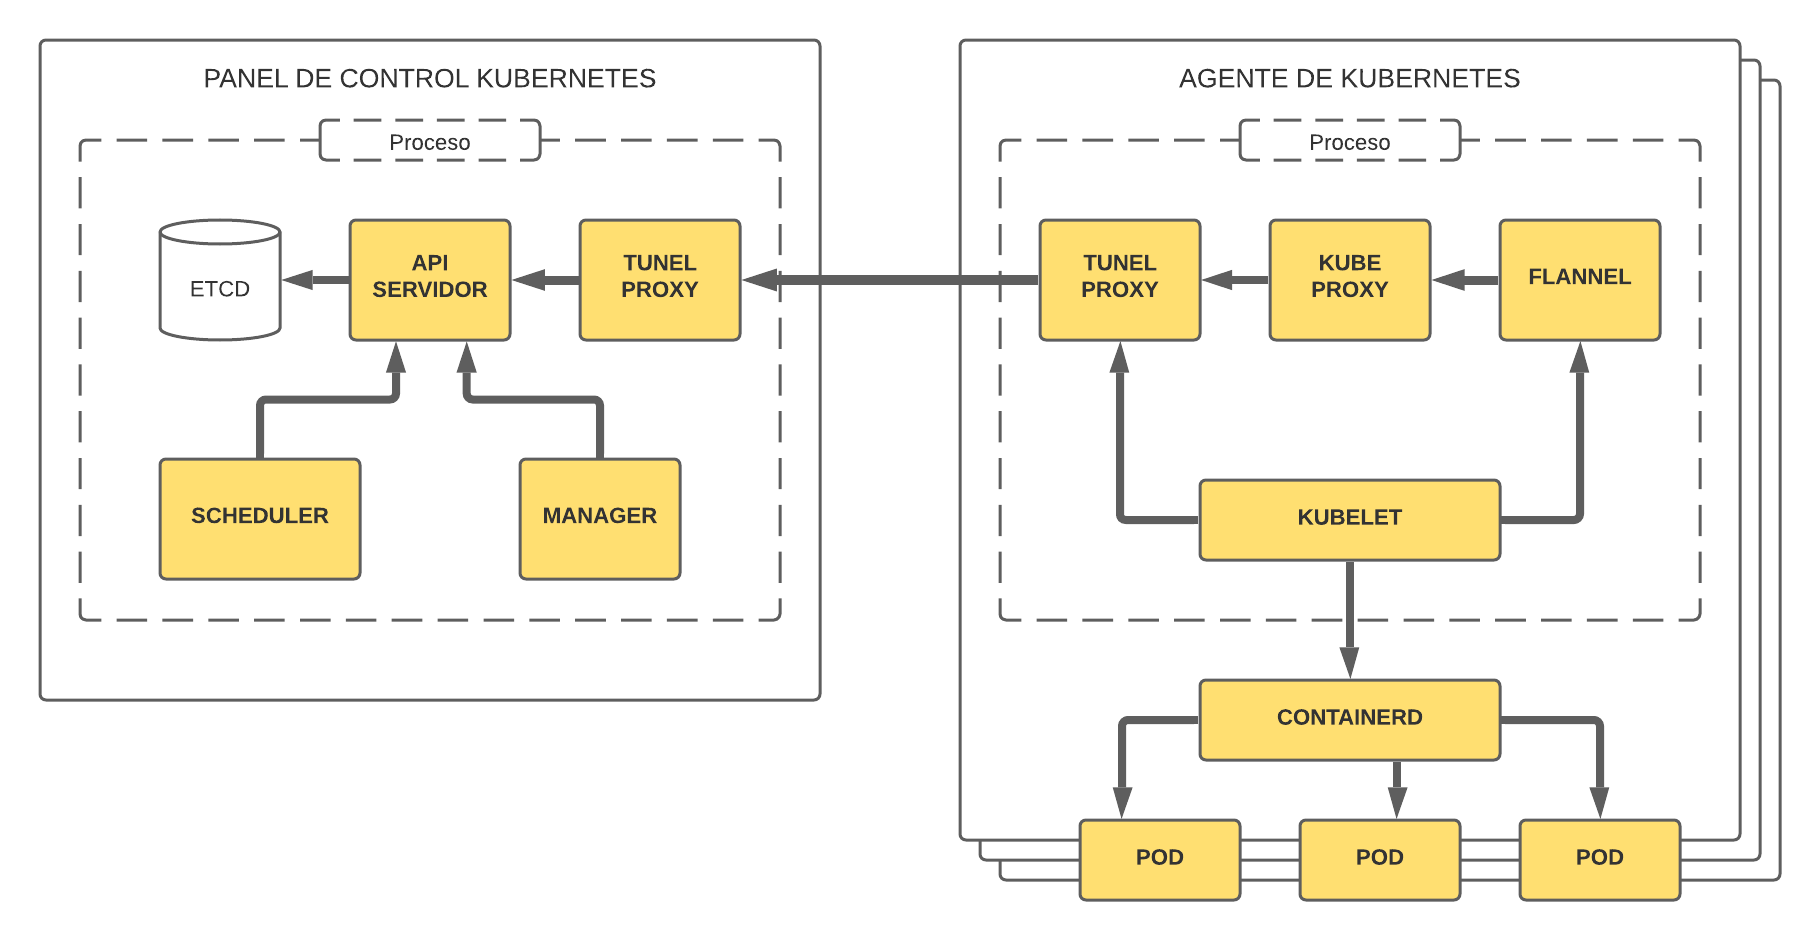 PANEL DE CONTROL KUBERNETES
Proceso
ETCD
API
SERVIDOR
TUNEL
PROXY
SCHEDULER
MANAGER
AGENTE DE KUBERNETES
Proceso
TUNEL
PROXY
KUBE
PROXY
FLANNEL
KUBELET
CONTAINERD
POD
POD
POD